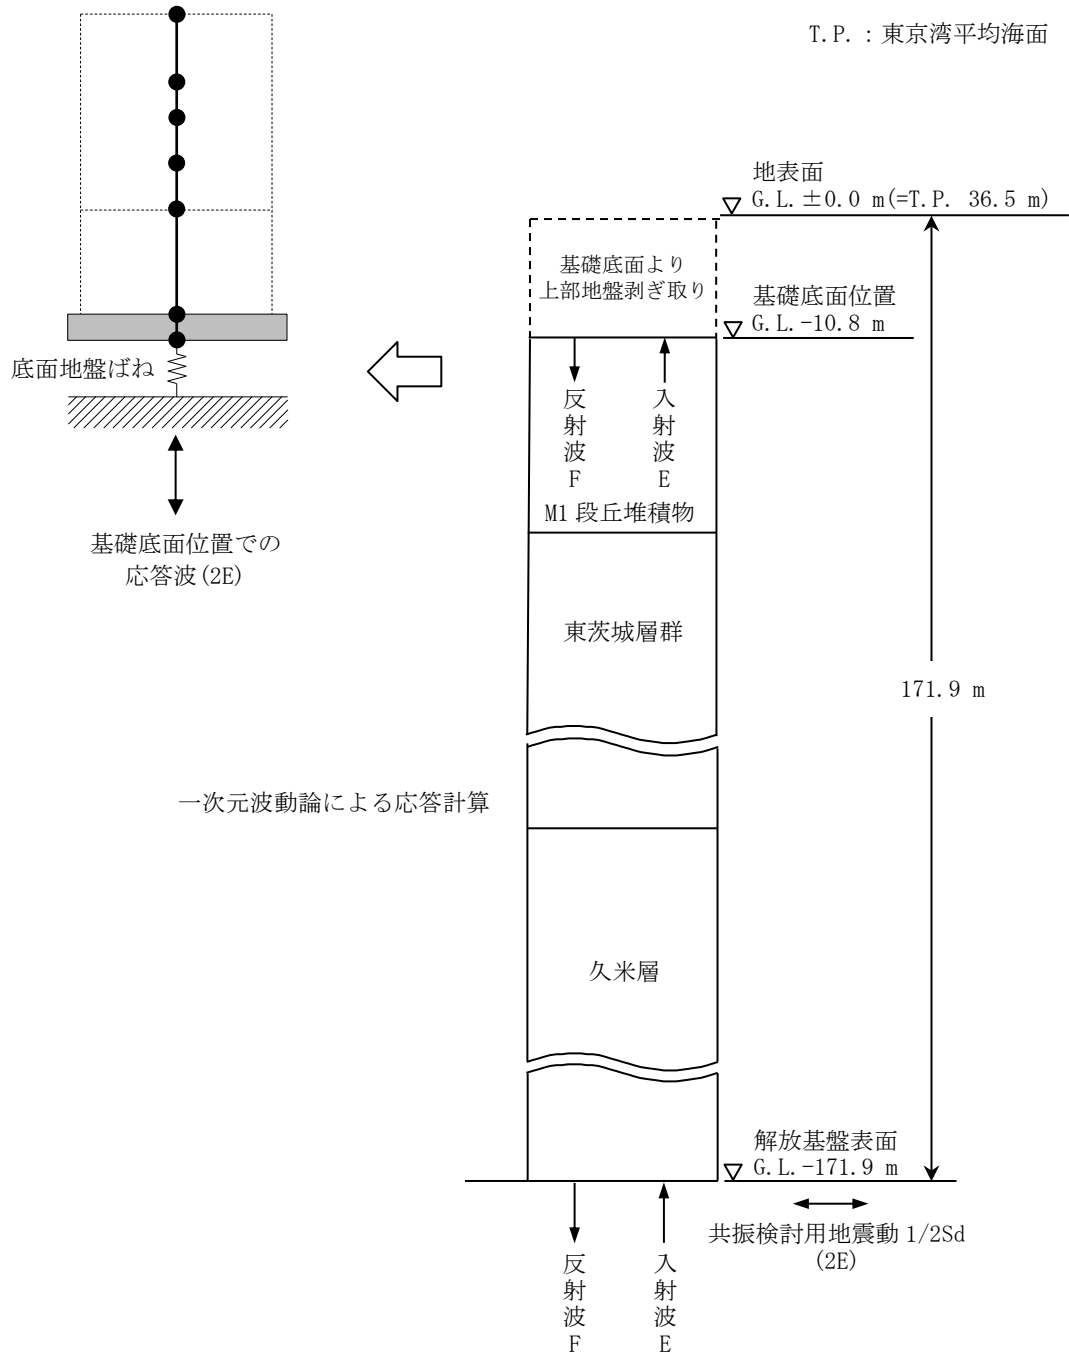 T.P. : 東京湾平均海面
地表面
G.L.±0.0 m(=T.P. 36.5 m)
基礎底面より
上部地盤剥ぎ取り
基礎底面位置
G.L.-10.8 m
底面地盤ばね
反射波F
入射波E
M1 段丘堆積物
基礎底面位置での
応答波(2E)
東茨城層群
171.9 m
一次元波動論による応答計算
久米層
解放基盤表面
G.L.-171.9 m
共振検討用地震動 1/2Sd
(2E)
反射波F
入射波E